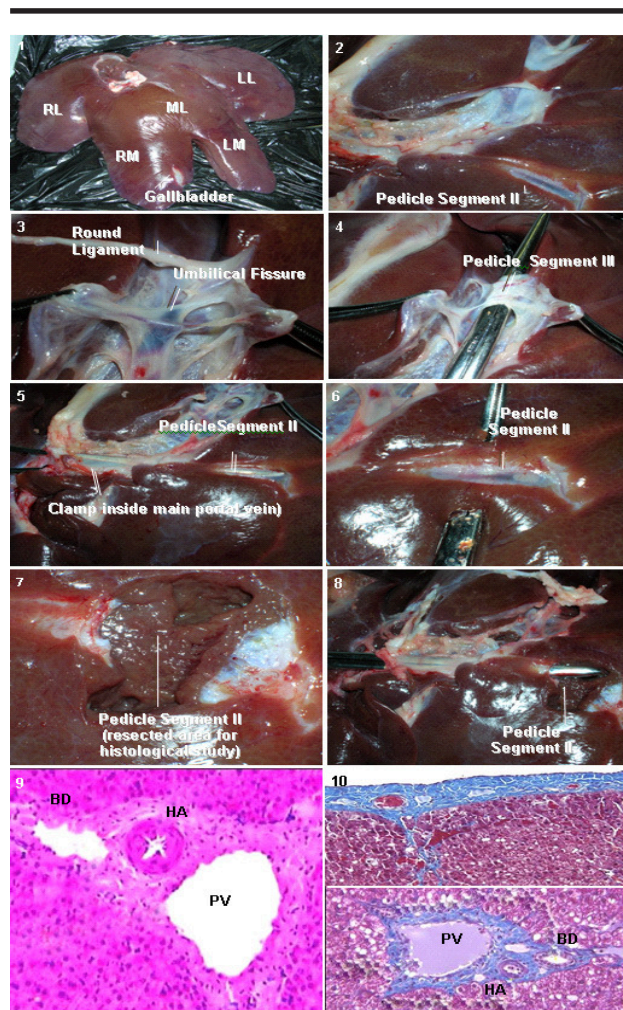 1
RL
LL
ML
RM
LM
Gallbladder
2
Pedicle Segment II
3
Round
Ligament
Umbilical Fissure
4
Pedicle Segment III
5
Pedicle Segment II
Clamp inside main portal vein)
6
Pedicle
Segment II
7
Pedicle Segment II
(resected area for
histological study)
8
Pedicle
Segment II
9
BD
HA
PV
10
PV
BD
HA